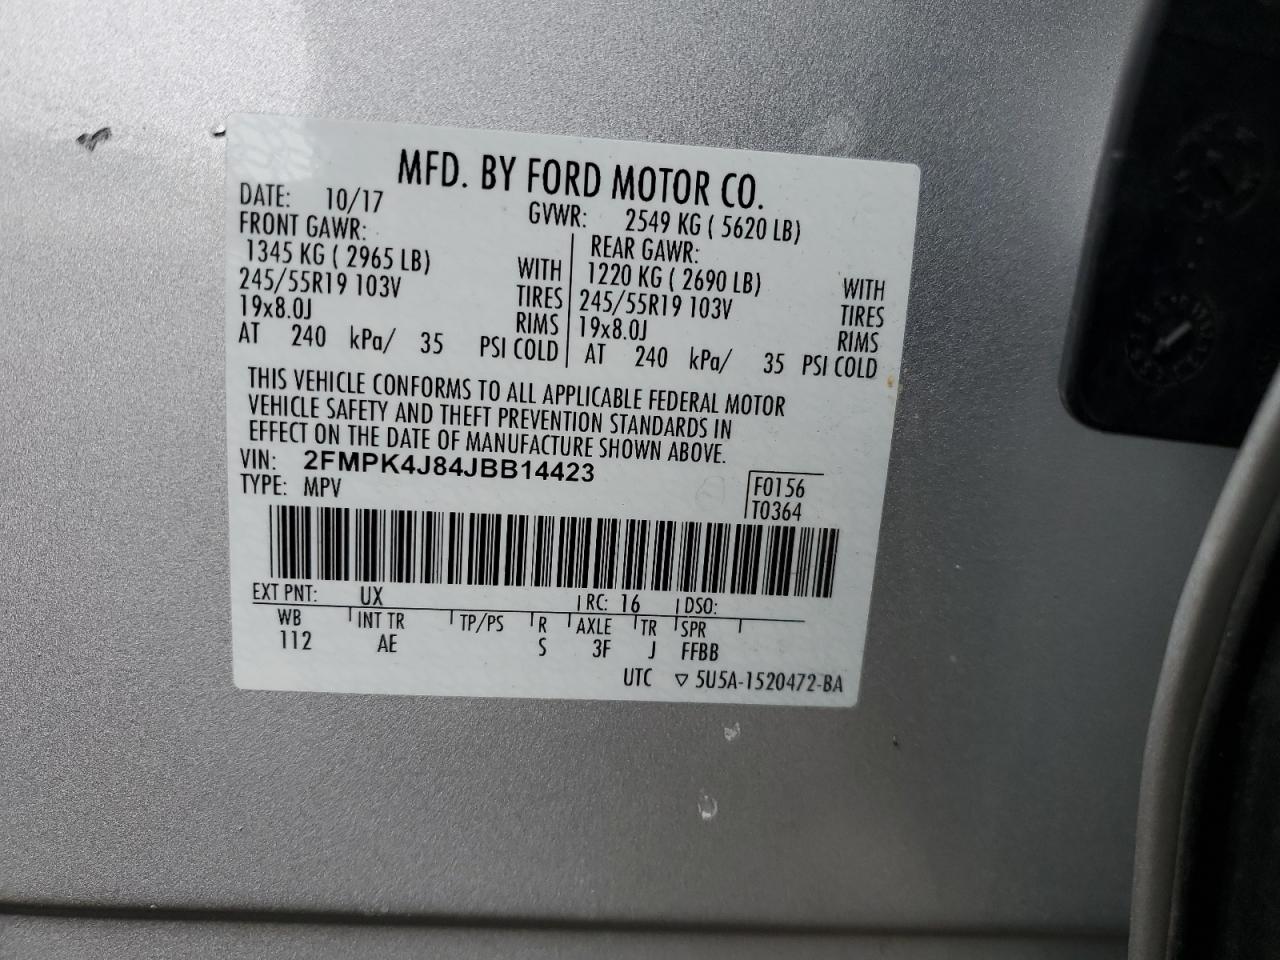 MFD. BY FORD MOTOR CO.
DATE: 10/17 GVWR: 2549 KG ( 5620 LB)
FRONT GAWR: REAR GAWR:
1345 KG ( 2965 LB) WITH 1220 KG ( 2690 LB) WITH
245/55R19 103V TIRES 245/55R19 103V TIRES
19x8.0J RIMS 19x8.0J RIMS
AT 240 kPa/ 35 PSI COLD AT 240 kPa/ 35 PSI COLD
THIS VEHICLE CONFORMS TO ALL APPLICABLE FEDERAL MOTOR
VEHICLE SAFETY AND THEFT PREVENTION STANDARDS IN
EFFECT ON THE DATE OF MANUFACTURE SHOWN ABOVE.
VIN: 2FMPK4J84JBB14423
TYPE: MPV
F0156
T0364
EXT PNT: UX RC: 16 DSO:
WB INT TR TP/PS R AXLE TR SPR
112 AE S 3F J FFBB
UTC ▽ 5U5A-1520472-BA